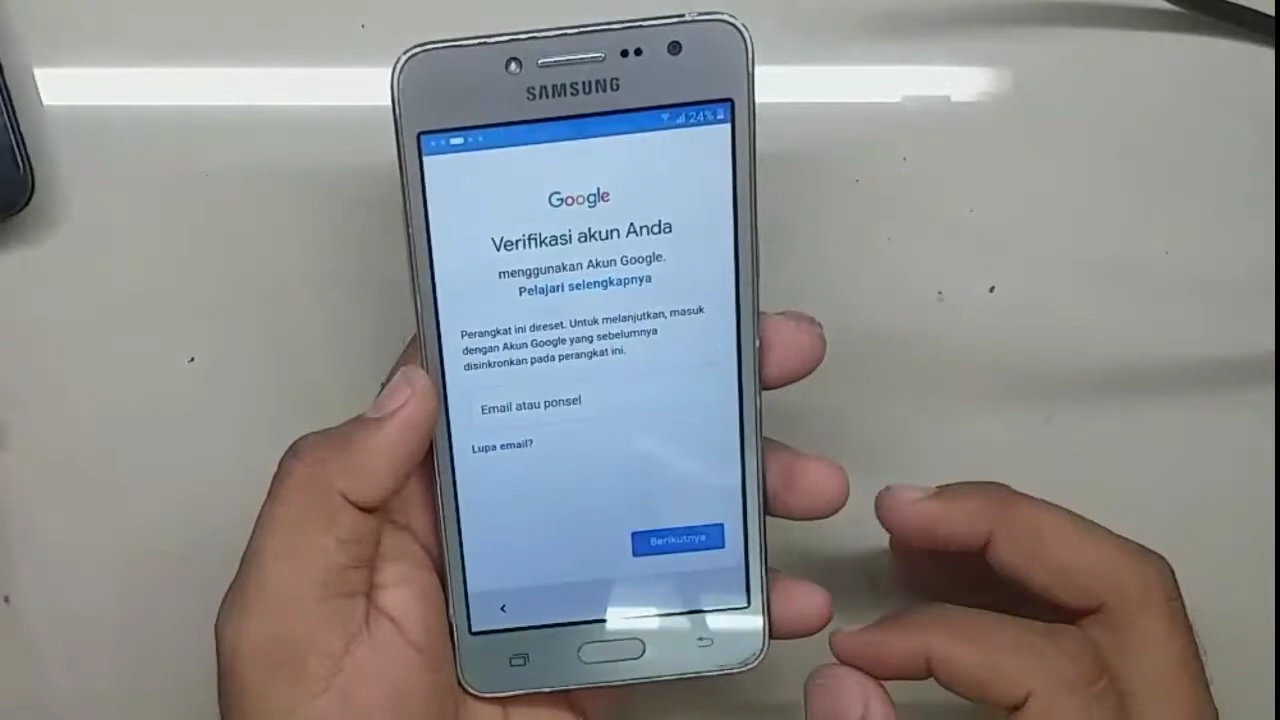 SAMSUNG
24%
Google
Verifikasi akun Anda
menggunakan Akun Google.
Pelajari selengkapnya
Perangkat ini direset. Untuk melanjutkan, masuk
dengan Akun Google yang sebelumnya
disinkronkan pada perangkat ini.
Email atau ponsel
Lupa email?
Berikutnya